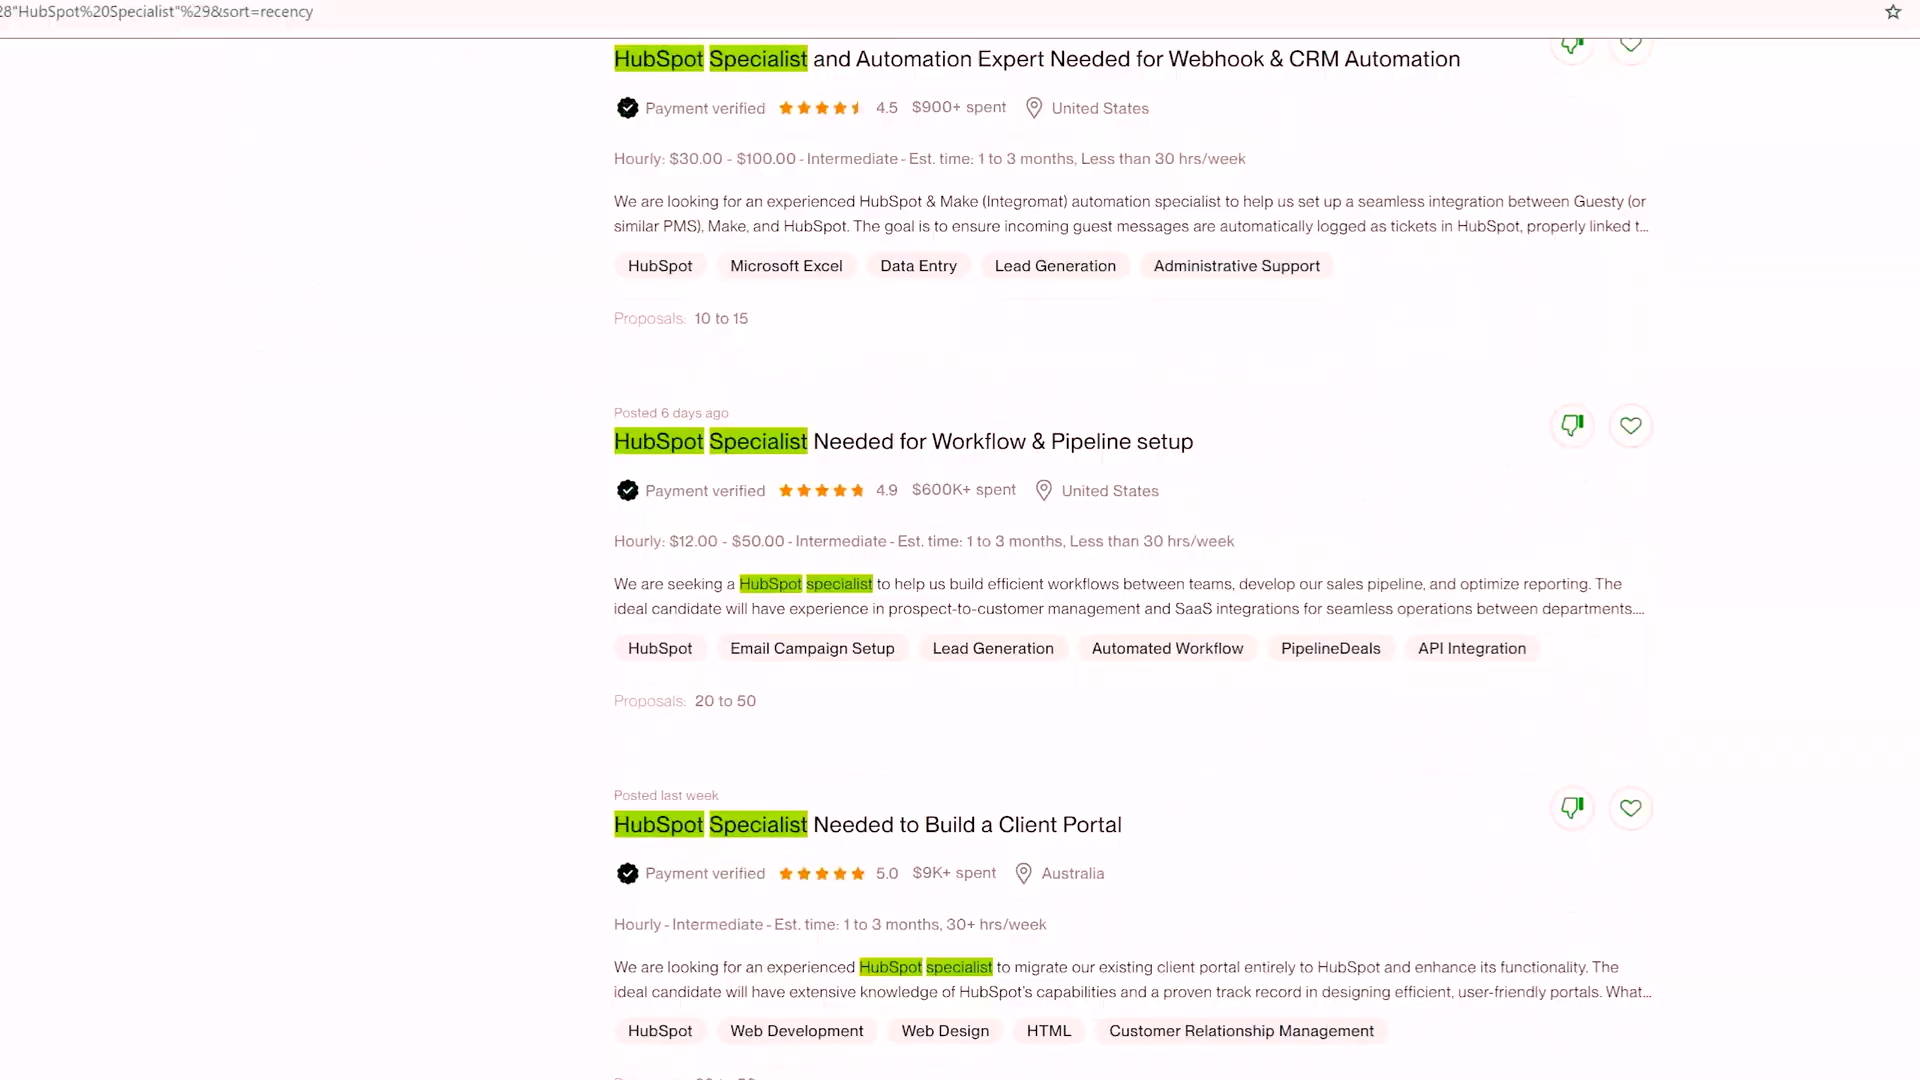 28"HubSpot%20Specialist"%29&sort=recency
HubSpot Specialist and Automation Expert Needed for Webhook & CRM Automation
Payment verified 4.5 $900+ spent United States
Hourly: $30.00 - $100.00 - Intermediate - Est. time: 1 to 3 months, Less than 30 hrs/week
We are looking for an experienced HubSpot & Make (Integromat) automation specialist to help us set up a seamless integration between Guesty (or
similar PMS), Make, and HubSpot. The goal is to ensure incoming guest messages are automatically logged as tickets in HubSpot, properly linked t...
HubSpot Microsoft Excel Data Entry Lead Generation Administrative Support
Proposals: 10 to 15
Posted 6 days ago
HubSpot Specialist Needed for Workflow & Pipeline setup
Payment verified 4.9 $600K+ spent United States
Hourly: $12.00 - $50.00 - Intermediate - Est. time: 1 to 3 months, Less than 30 hrs/week
We are seeking a HubSpot specialist to help us build efficient workflows between teams, develop our sales pipeline, and optimize reporting. The
ideal candidate will have experience in prospect-to-customer management and SaaS integrations for seamless operations between departments....
HubSpot Email Campaign Setup Lead Generation Automated Workflow PipelineDeals API Integration
Proposals: 20 to 50
Posted last week
HubSpot Specialist Needed to Build a Client Portal
Payment verified 5.0 $9K+ spent Australia
Hourly - Intermediate - Est. time: 1 to 3 months, 30+ hrs/week
We are looking for an experienced HubSpot specialist to migrate our existing client portal entirely to HubSpot and enhance its functionality. The
ideal candidate will have extensive knowledge of HubSpot's capabilities and a proven track record in designing efficient, user-friendly portals. What...
HubSpot Web Development Web Design HTML Customer Relationship Management